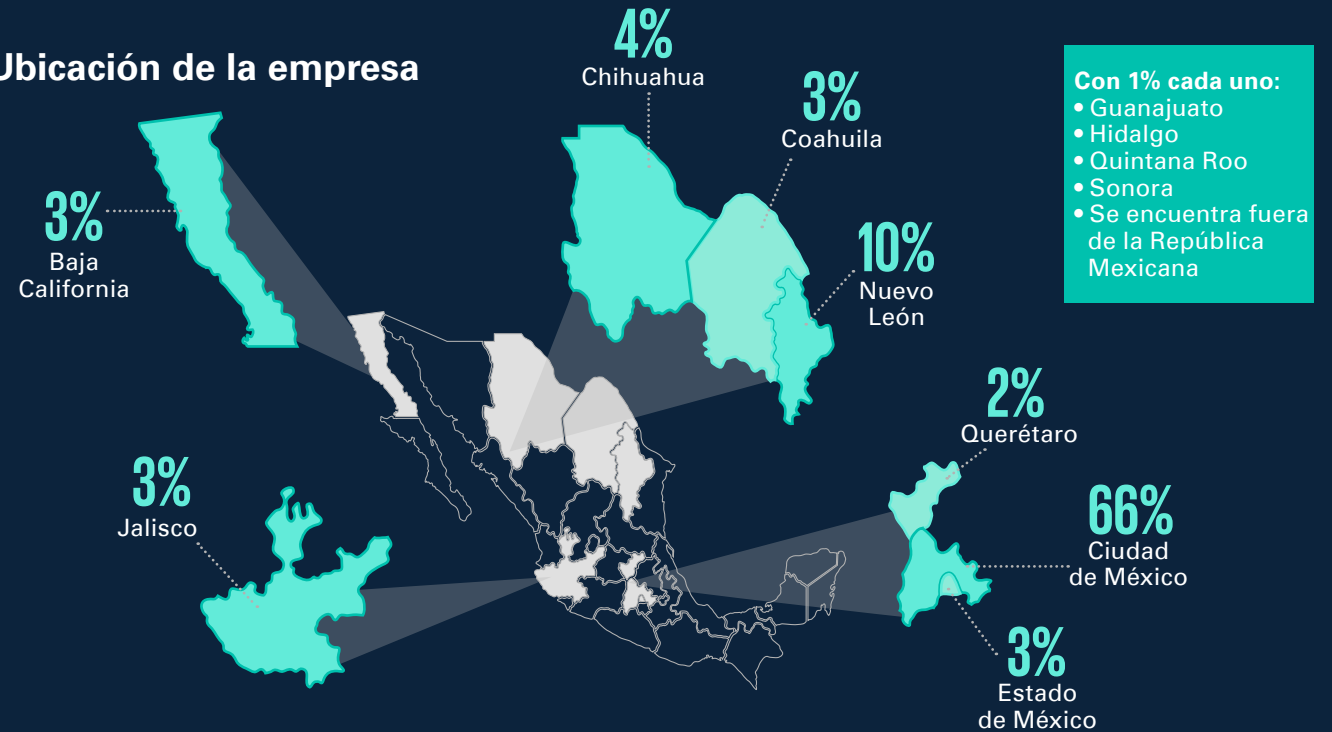 Ubicación de la empresa
4%
Chihuahua
3%
Coahuila
10%
Nuevo
León
3%
Baja
California
3%
Jalisco
2%
Querétaro
66%
Ciudad
de México
3%
Estado
de México
Con 1% cada uno:
• Guanajuato
• Hidalgo
• Quintana Roo
• Sonora
• Se encuentra fuera
de la República
Mexicana